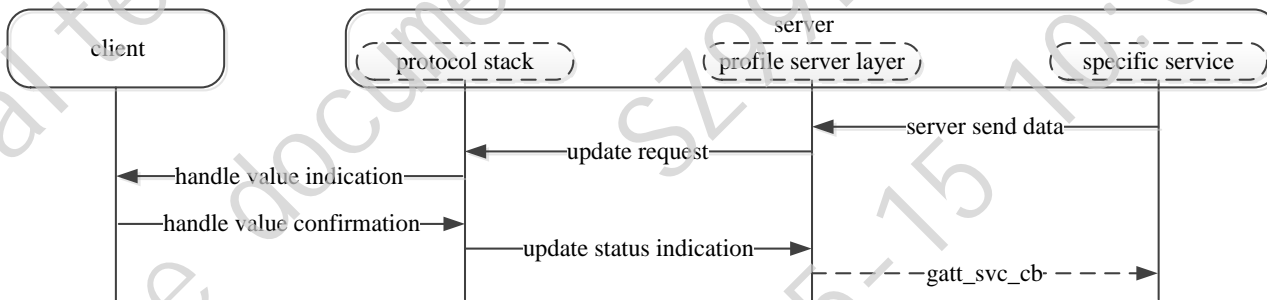 server
client
protocol stack
profile server layer
specific service
server send data
update request
handle value indication
handle value confirmation
update status indication
gatt_svc_cb